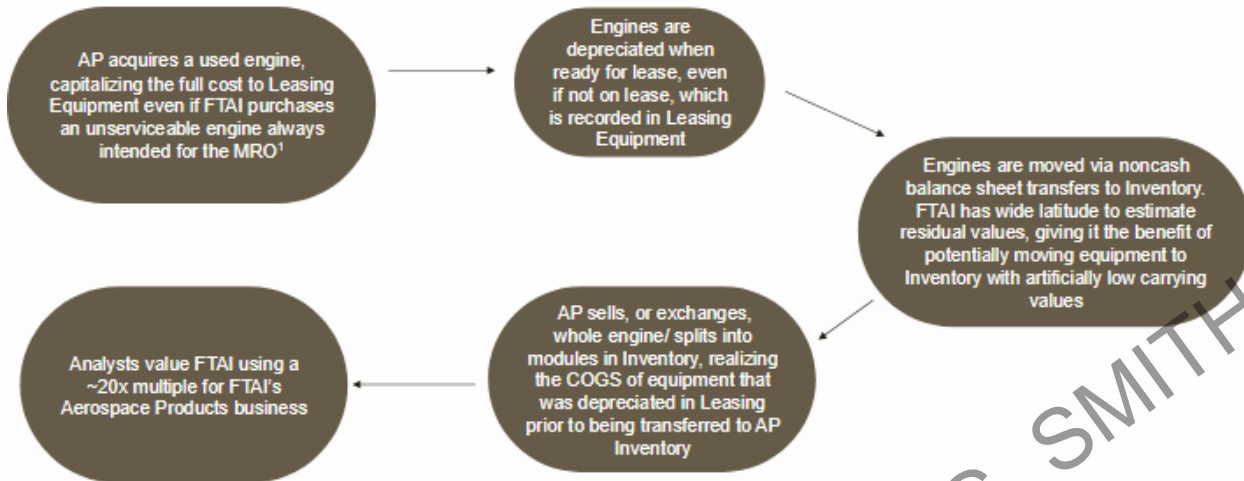 AP acquires a used engine,
capitalizing the full cost to Leasing
Equipment even if FTAI purchases
an unserviceable engine always
intended for the MRO¹
Engines are
depreciated when
ready for lease, even
if not on lease, which
is recorded in Leasing
Equipment
Engines are moved via noncash
balance sheet transfers to Inventory.
FTAI has wide latitude to estimate
residual values, giving it the benefit of
potentially moving equipment to
Inventory with artificially low carrying
values
AP sells, or exchanges,
whole engine/ splits into
modules in Inventory, realizing
the COGS of equipment that
was depreciated in Leasing
prior to being transferred to AP
Inventory
Analysts value FTAI using a
~20x multiple for FTAI's
Aerospace Products business
SMITH